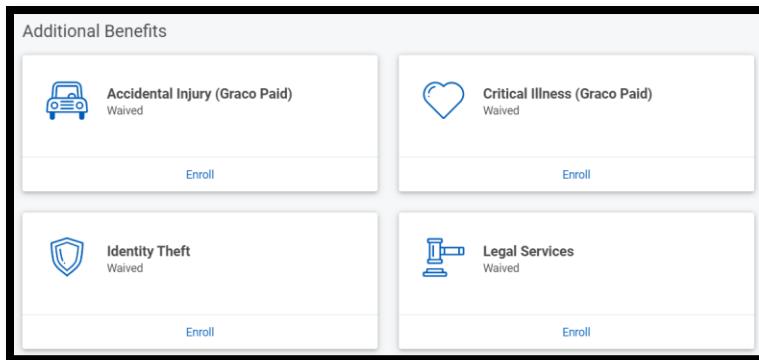 Additional Benefits
Accidental Injury (Graco Paid)
Waived
Enroll
Critical Illness (Graco Paid)
Waived
Enroll
Identity Theft
Waived
Enroll
Legal Services
Waived
Enroll